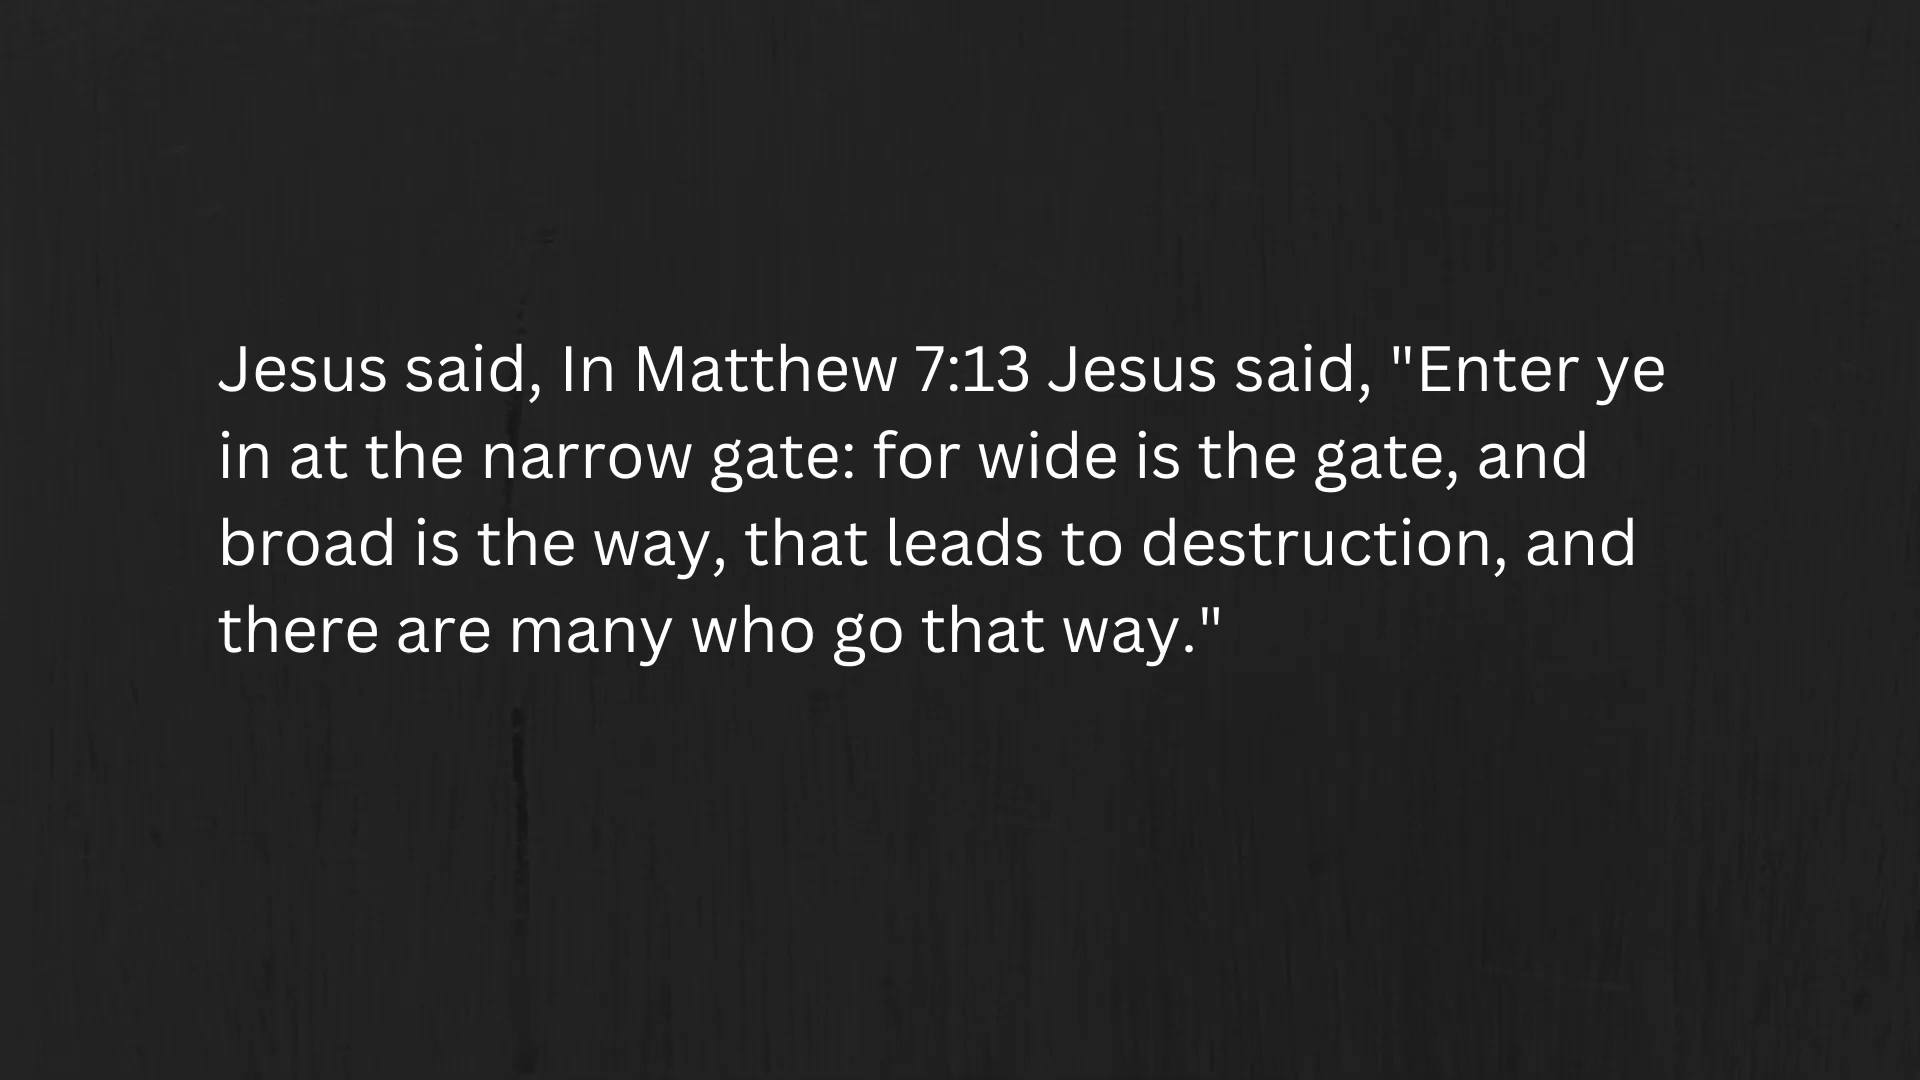 Jesus said, In Matthew 7:13 Jesus said, "Enter ye
in at the narrow gate: for wide is the gate, and
broad is the way, that leads to destruction, and
there are many who go that way."